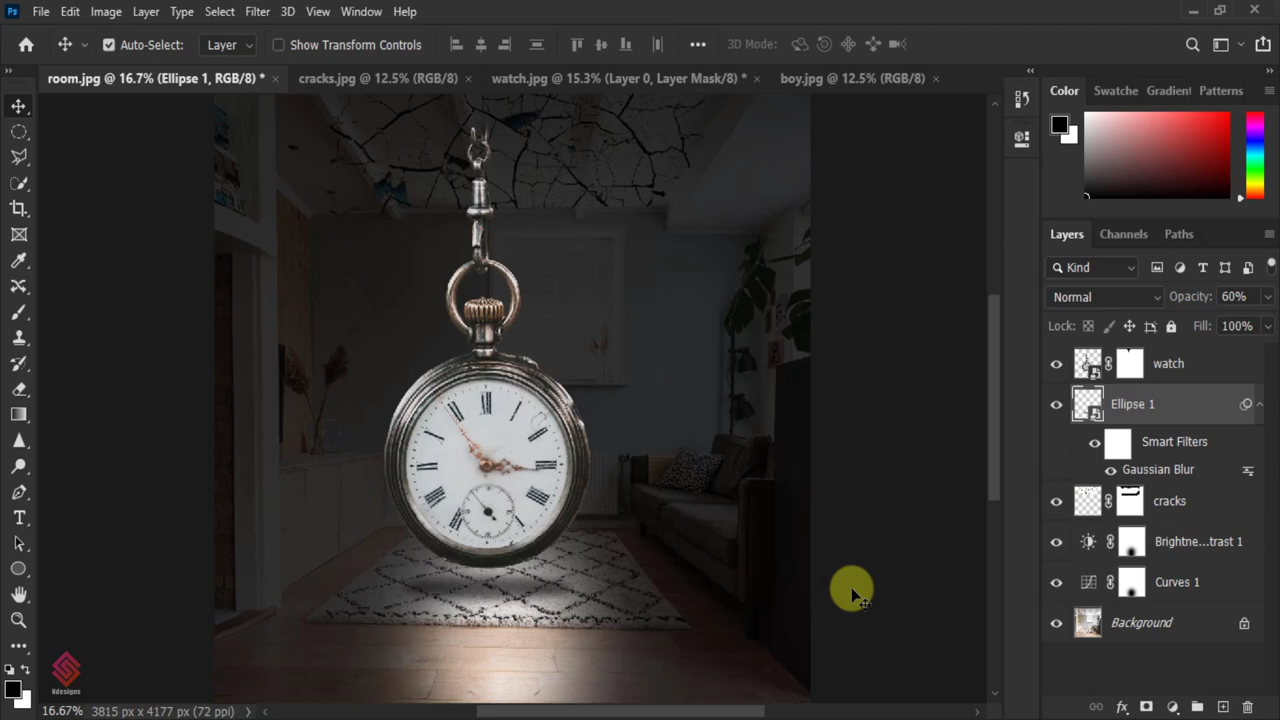 Ps File Edit Image Layer Type Select Filter 3D View Window Help
Auto-Select: Layer Show Transform Controls 3D Mode:
room.jpg @ 16.7% (Ellipse 1, RGB/8) * cracks.jpg @ 12.5% (RGB/8) watch.jpg @ 15.3% (Layer 0, Layer Mask/8) * boy.jpg @ 12.5% (RGB/8)
Color Swatche Gradient Patterns
Layers Channels Paths
Kind
Normal Opacity: 60%
Lock: Fill: 100%
watch
Ellipse 1
Smart Filters
Gaussian Blur
cracks
Brightne...trast 1
Curves 1
Background
Kdesigns
16.67% 3815 px x 4177 px (72 ppi)